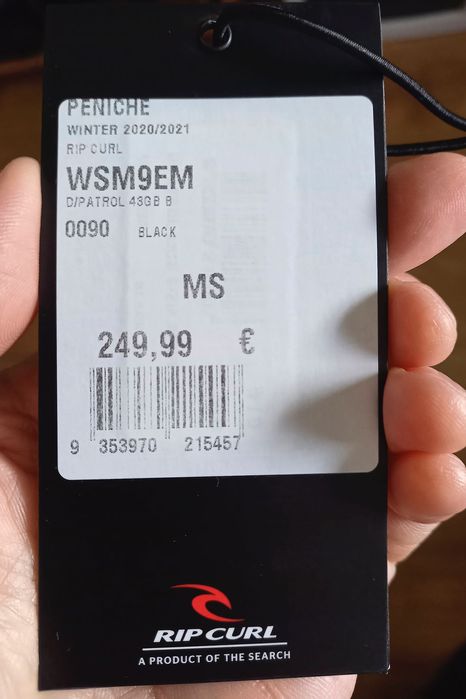 PENICHE
WINTER 2020/2021
RIP CURL
WSM9EM
D/PATROL 43GB B
0090 BLACK
MS
249,99 €
9 353970 215457
RIP CURL
A PRODUCT OF THE SEARCH